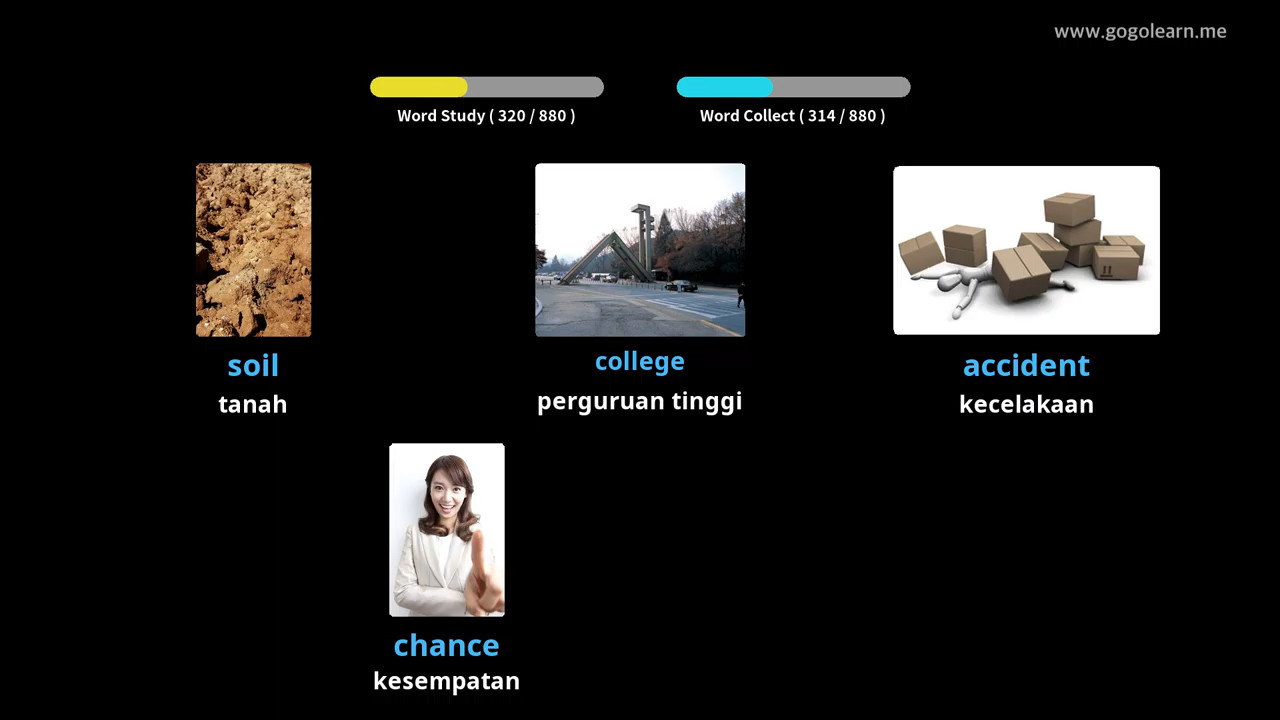 www.gogolearn.me
Word Study ( 320 / 880 )
Word Collect ( 314 / 880 )
soil
tanah
college
perguruan tinggi
accident
kecelakaan
chance
kesempatan